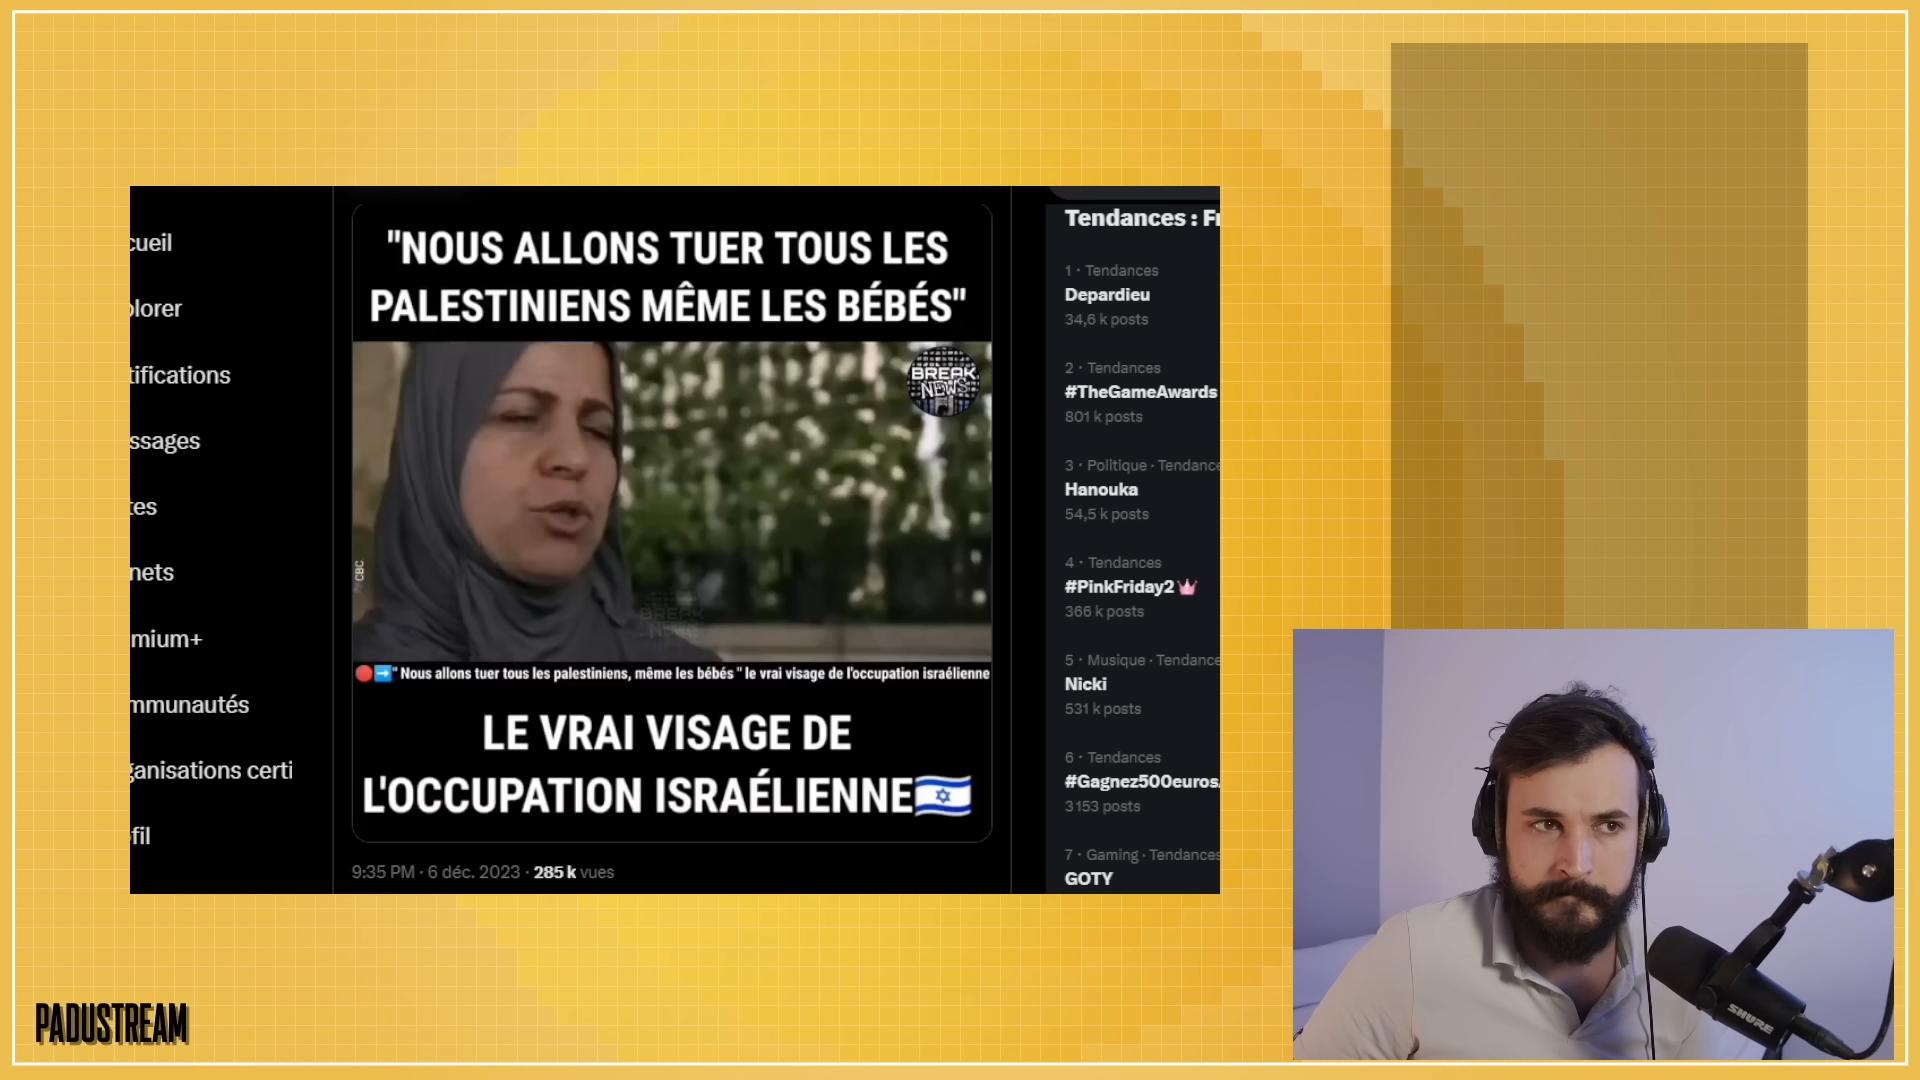 "NOUS ALLONS TUER TOUS LES
PALESTINIENS MÊME LES BÉBÉS"
BREAK
NEWS
CBC
BREAK
NEWS
🔴➡️" Nous allons tuer tous les palestiniens, même les bébés " le vrai visage de l'occupation israélienne
LE VRAI VISAGE DE
L'OCCUPATION ISRAÉLIENNE🇮🇱
9:35 PM · 6 déc. 2023 · 285 k vues
cueil
plorer
tifications
ssages
tes
nets
mium+
mmunautés
ganisations certi
fil
Tendances : Fr
1 · Tendances
Depardieu
34,6 k posts
2 · Tendances
#TheGameAwards
801 k posts
3 · Politique · Tendance
Hanouka
54,5 k posts
4 · Tendances
#PinkFriday2👑
366 k posts
5 · Musique · Tendance
Nicki
531 k posts
6 · Tendances
#Gagnez500euros.
3 153 posts
7 · Gaming · Tendances
GOTY
PADUSTREAM
SHURE